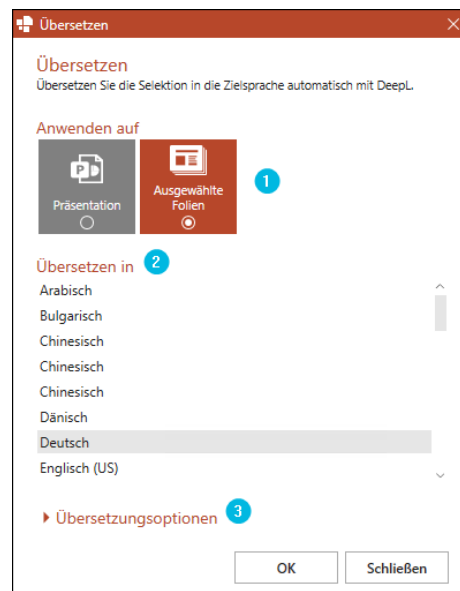 Übersetzen
Übersetzen
Übersetzen Sie die Selektion in die Zielsprache automatisch mit DeepL.
Anwenden auf
P
Präsentation
Ausgewählte
Folien
1
Übersetzen in 2
Arabisch
Bulgarisch
Chinesisch
Chinesisch
Chinesisch
Dänisch
Deutsch
Englisch (US)
Übersetzungsoptionen 3
OK Schließen